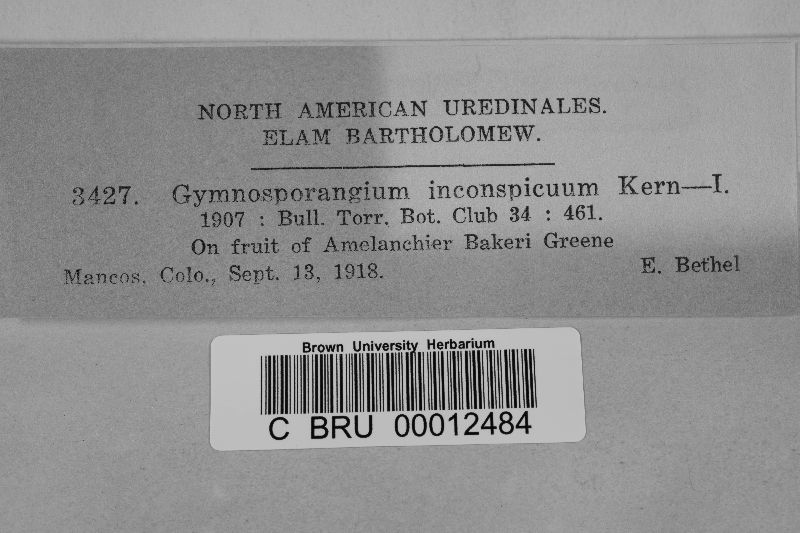 NORTH AMERICAN UREDINALES.
ELAM BARTHOLOMEW.
3427. Gymnosporangium inconspicuum Kern—I.
1907 : Bull. Torr. Bot. Club 34 : 461.
On fruit of Amelanchier Bakeri Greene
Mancos, Colo., Sept. 13, 1918. E. Bethel
Brown University Herbarium
C BRU 00012484